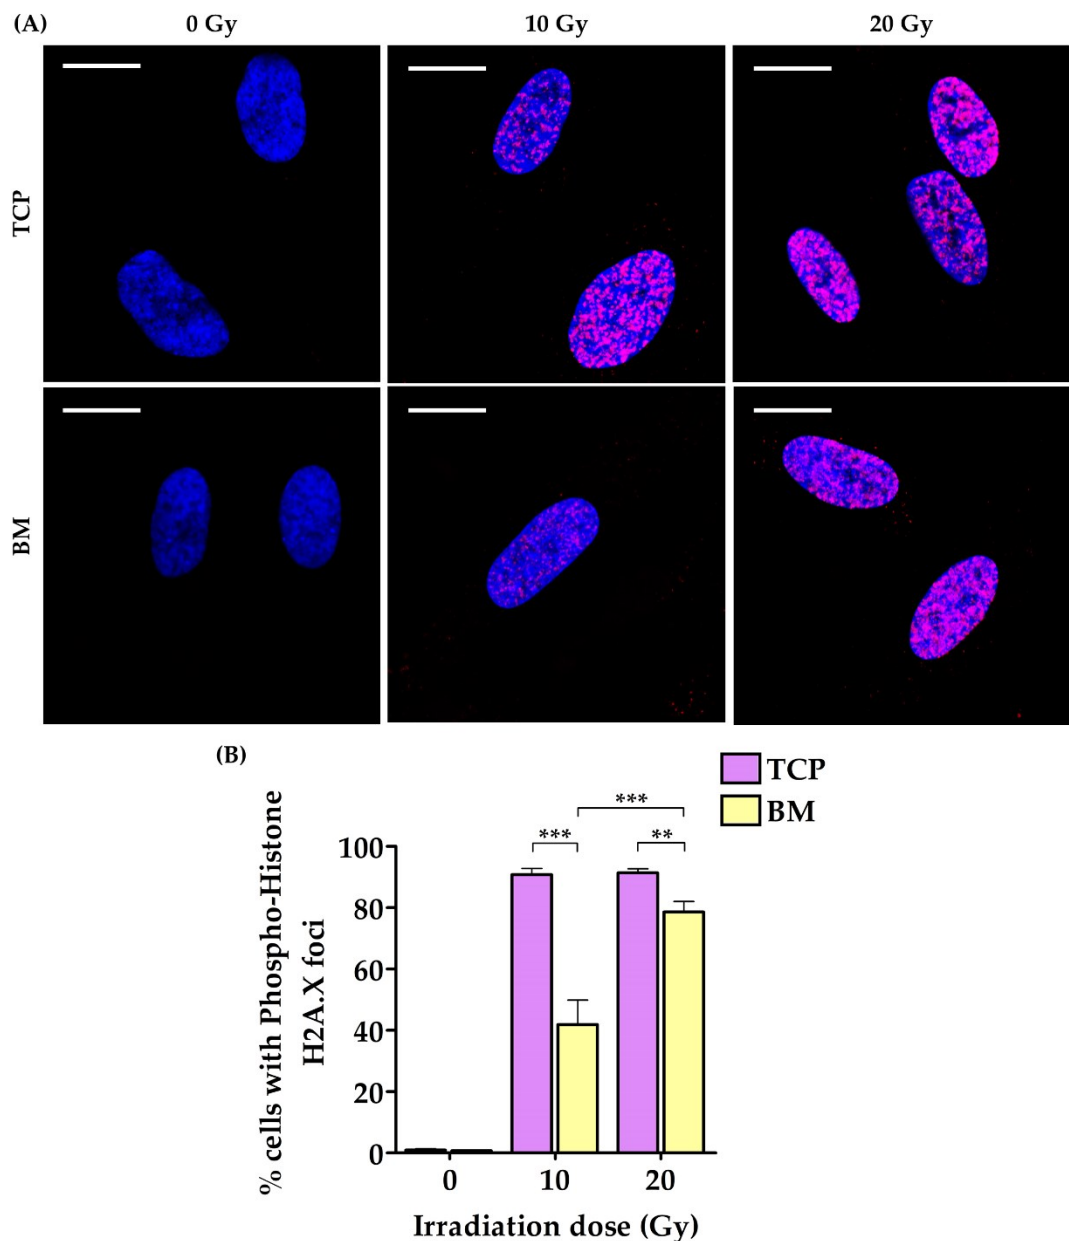 (A) 0 Gy 10 Gy 20 Gy
TCP
BM
(B)
TCP
BM
% cells with Phospho-Histone
H2A.X foci
***
*** **
100
80
60
40
20
0
0 10 20
Irradiation dose (Gy)